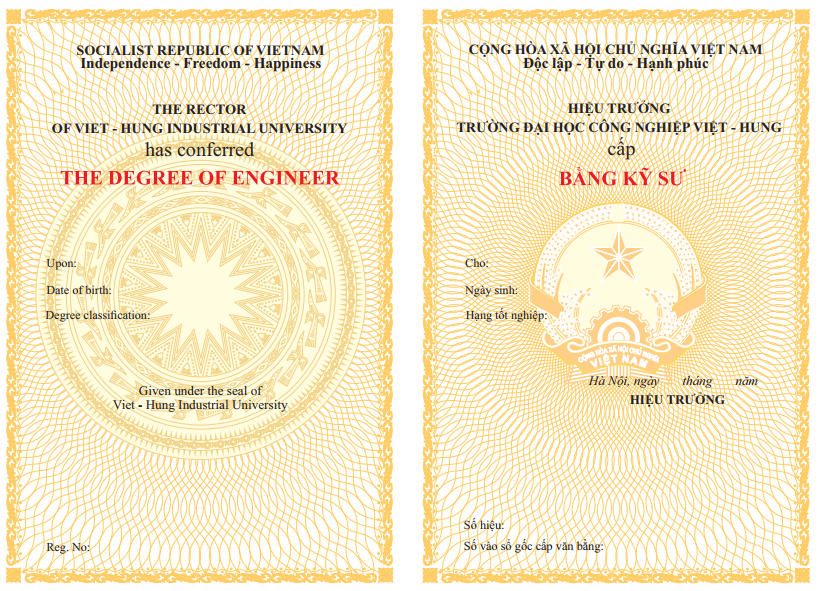 SOCIALIST REPUBLIC OF VIETNAM
Independence - Freedom - Happiness
THE RECTOR
OF VIET - HUNG INDUSTRIAL UNIVERSITY
has conferred
THE DEGREE OF ENGINEER
Upon:
Date of birth:
Degree classification:
Given under the seal of
Viet - Hung Industrial University
Reg. No:
CỘNG HÒA XÃ HỘI CHỦ NGHĨA VIỆT NAM
Độc lập - Tự do - Hạnh phúc
HIỆU TRƯỞNG
TRƯỜNG ĐẠI HỌC CÔNG NGHIỆP VIỆT - HUNG
cấp
BẰNG KỸ SƯ
Cho:
Ngày sinh:
Hạng tốt nghiệp:
CỘNG HÒA XÃ HỘI CHỦ NGHĨA
VIỆT NAM
Hà Nội, ngày tháng năm
HIỆU TRƯỞNG
Số hiệu:
Số vào sổ gốc cấp văn bằng: